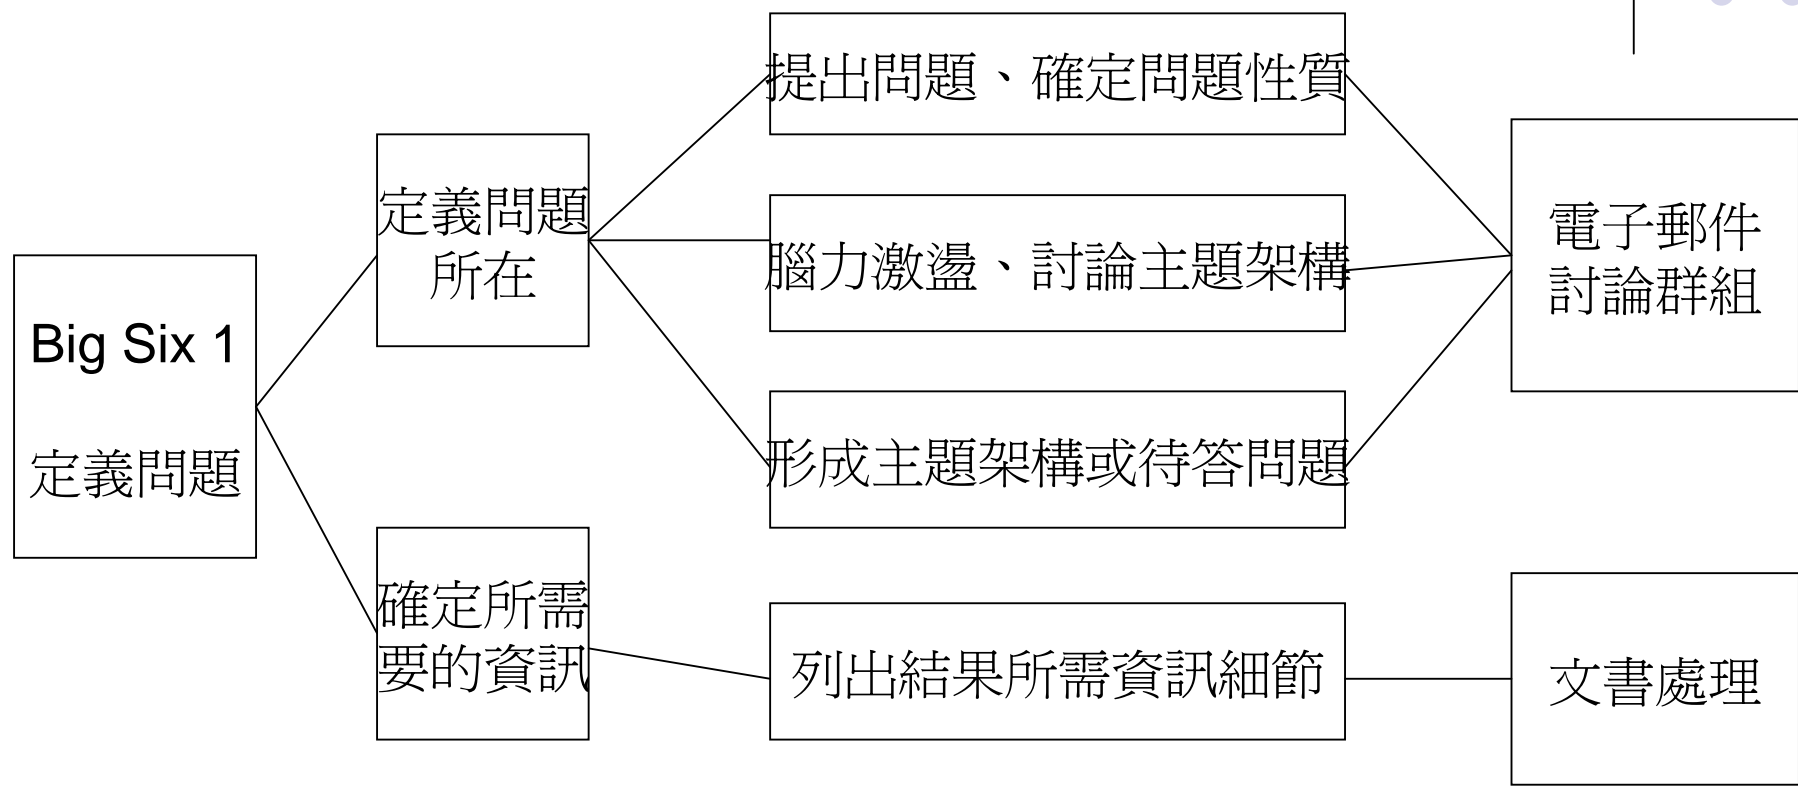 Big Six 1
定義問題
定義問題
所在
確定所需
要的資訊
提出問題、確定問題性質
腦力激盪、討論主題架構
形成主題架構或待答問題
列出結果所需資訊細節
電子郵件
討論群組
文書處理